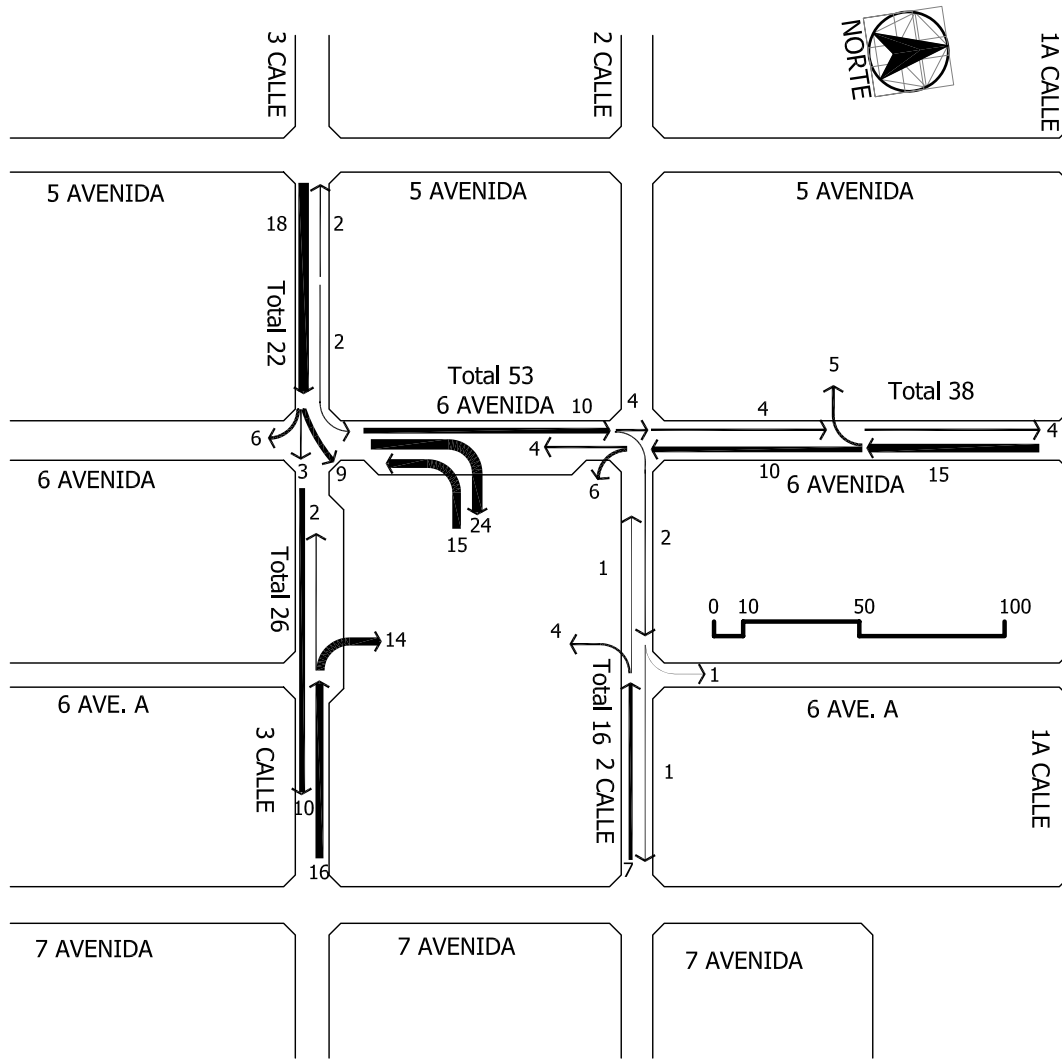 3 CALLE
2 CALLE
NORTE
1A CALLE
5 AVENIDA
5 AVENIDA
5 AVENIDA
18
2
Total 22
2
Total 53
6 AVENIDA
10
4
4
5
Total 38
4
6
3
9
4
6
10
15
6 AVENIDA
6 AVENIDA
24
15
2
Total 26
1
2
0 10 50 100
14
4
1
6 AVE. A
6 AVE. A
3 CALLE
Total 16 2 CALLE
1
1A CALLE
10
16
7
7 AVENIDA
7 AVENIDA
7 AVENIDA